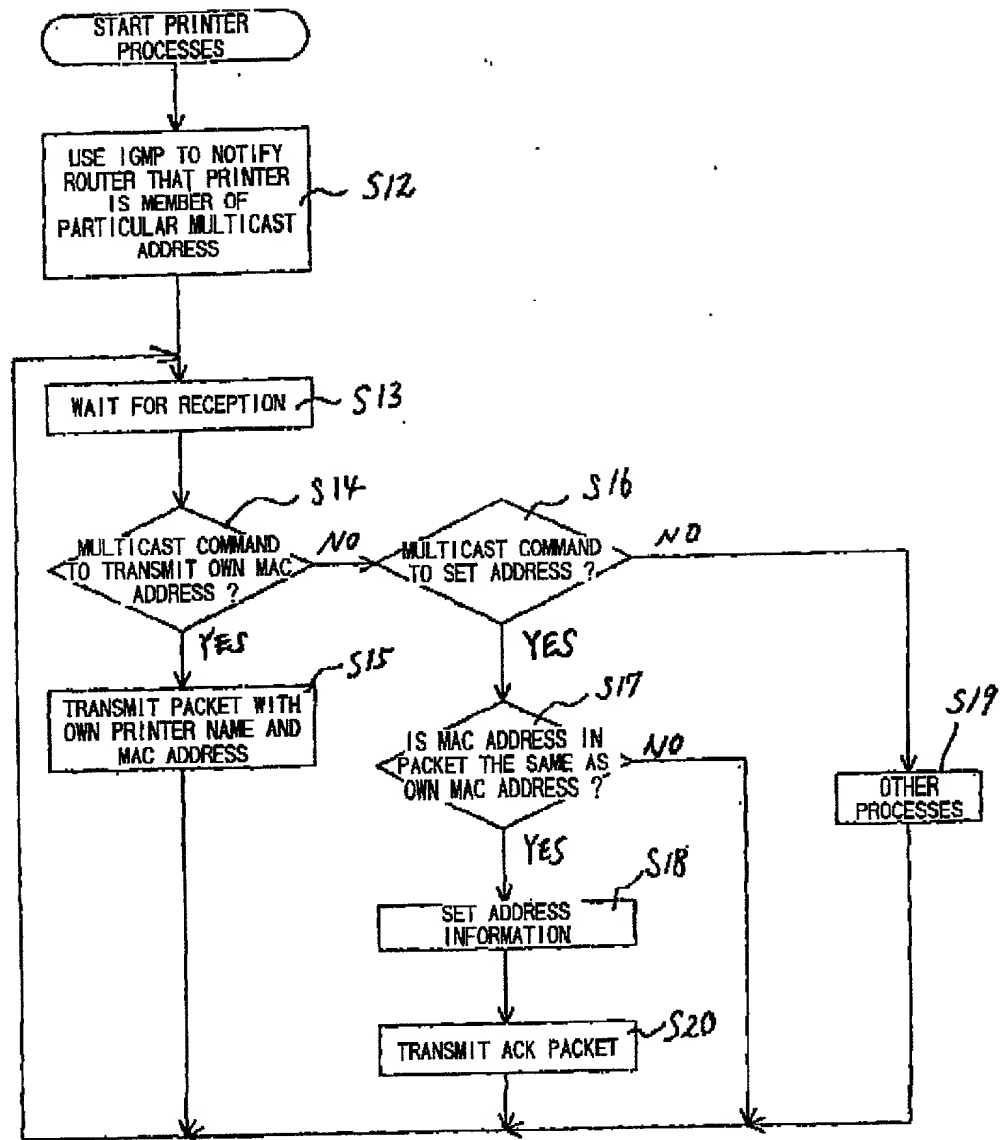 START PRINTER
PROCESSES
USE IGMP TO NOTIFY
ROUTER THAT PRINTER
IS MEMBER OF
PARTICULAR MULTICAST
ADDRESS
S12
WAIT FOR RECEPTION
S13
S14
MULTICAST COMMAND
TO TRANSMIT OWN MAC
ADDRESS ?
NO
YES
S16
MULTICAST COMMAND
TO SET ADDRESS ?
NO
YES
S15
TRANSMIT PACKET WITH
OWN PRINTER NAME AND
MAC ADDRESS
S17
IS MAC ADDRESS IN
PACKET THE SAME AS
OWN MAC ADDRESS ?
NO
YES
S19
OTHER
PROCESSES
S18
SET ADDRESS
INFORMATION
S20
TRANSMIT ACK PACKET